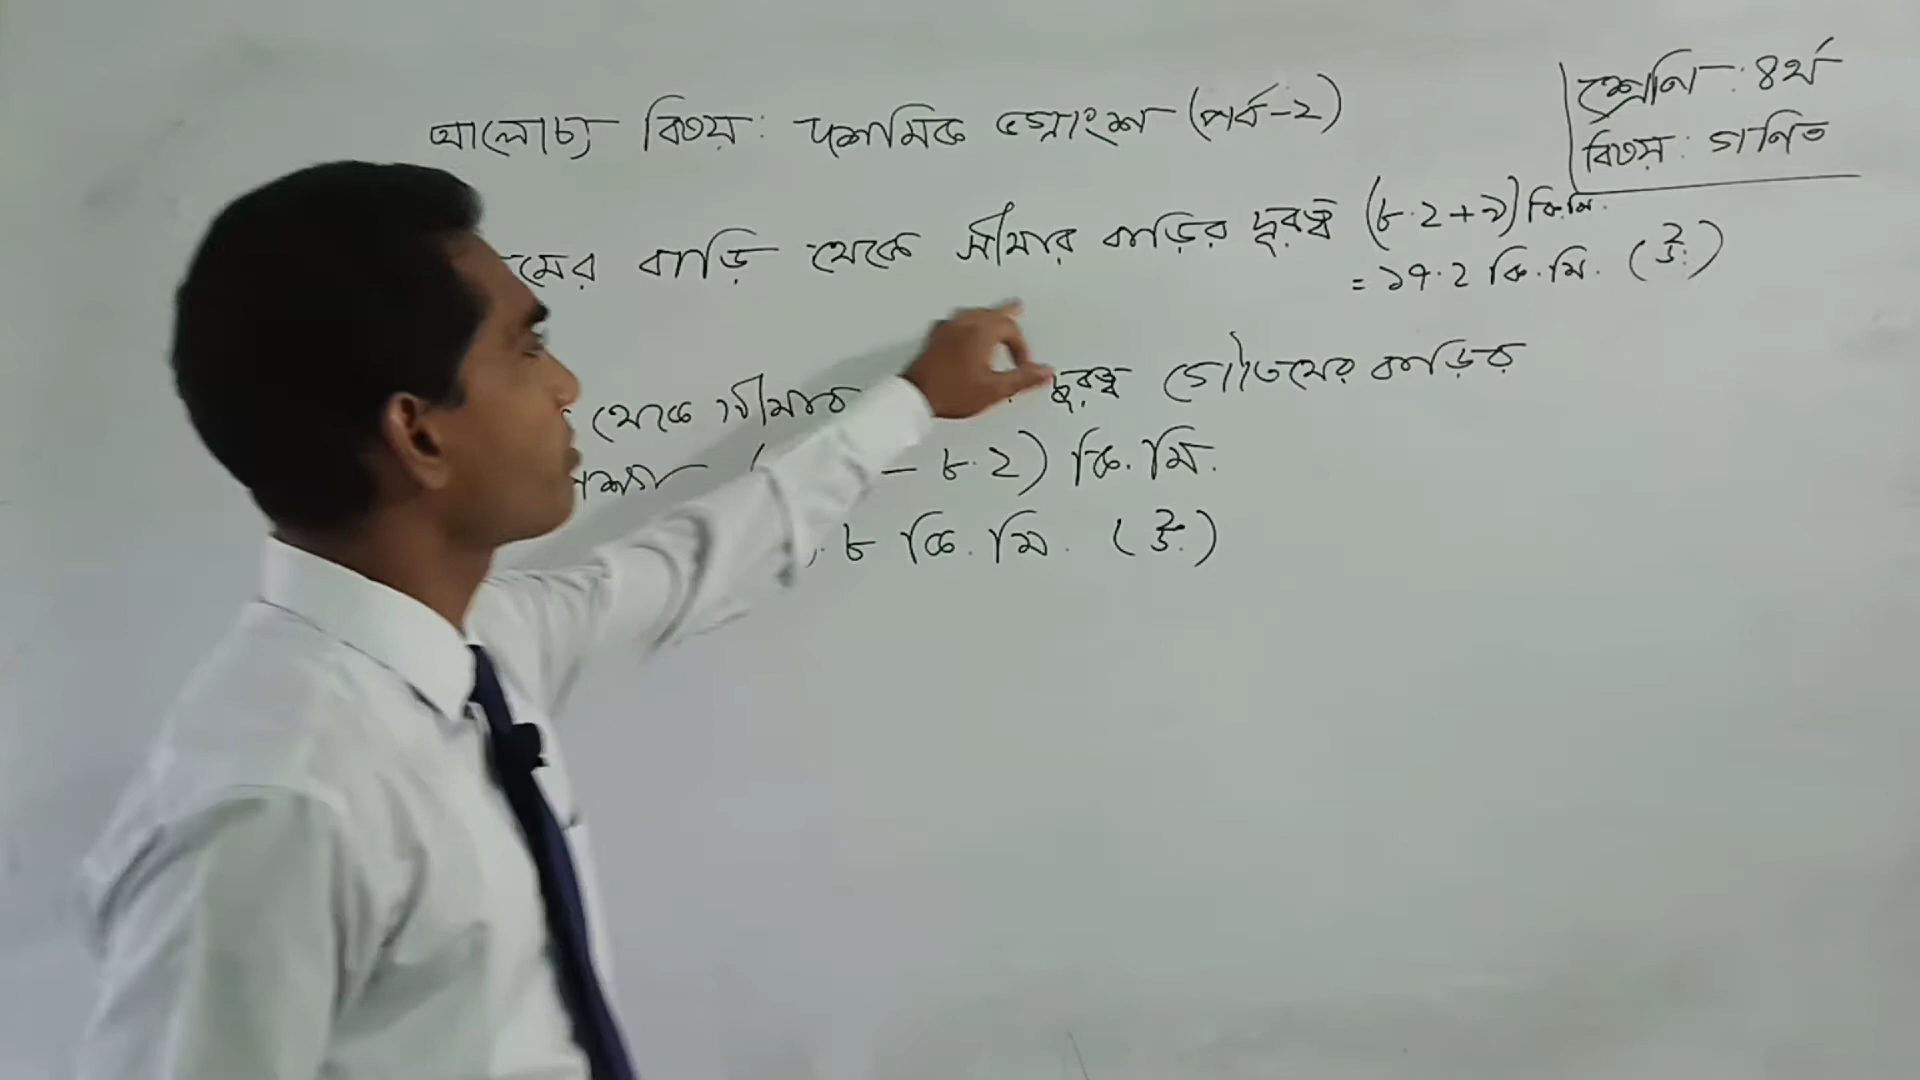 আলোচ্য বিষয়: দশমিক ভগ্নাংশ (পর্ব-২)
শ্রেণি: ৪র্থ
বিষয়: গণিত
মের বাড়ি থেকে সীমার বাড়ির দূরত্ব (৮.২+৯) কি.মি.
= ১৭.২ কি.মি. (উ:)
থেকে সীমার দূরত্ব গৌতমের বাড়ির
- ৮.২) কি.মি.
.৮ কি.মি. (উ:)